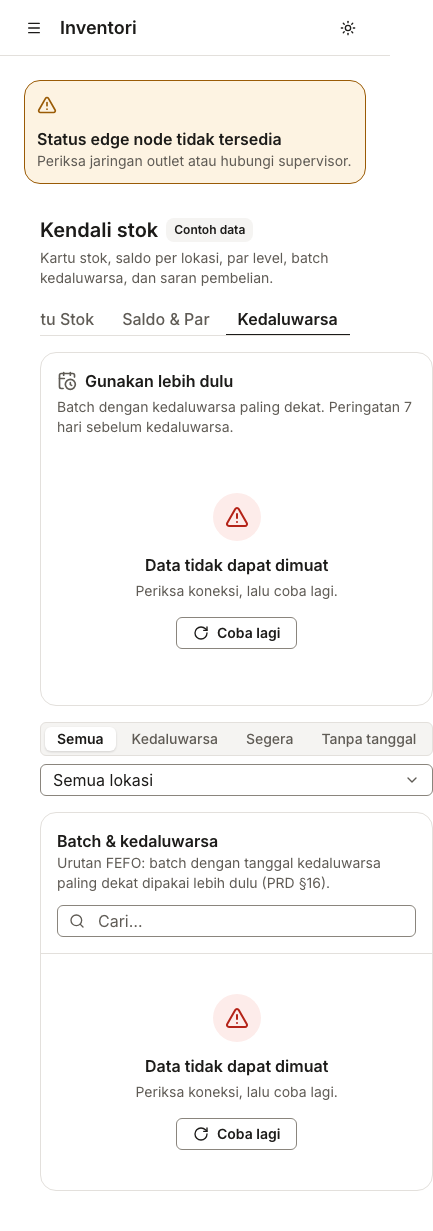 Inventori
Status edge node tidak tersedia
Periksa jaringan outlet atau hubungi supervisor.
Kendali stok
Contoh data
Kartu stok, saldo per lokasi, par level, batch
kedaluwarsa, dan saran pembelian.
tu Stok
Saldo & Par
Kedaluwarsa
Gunakan lebih dulu
Batch dengan kedaluwarsa paling dekat. Peringatan 7
hari sebelum kedaluwarsa.
Data tidak dapat dimuat
Periksa koneksi, lalu coba lagi.
Coba lagi
Semua
Kedaluwarsa
Segera
Tanpa tanggal
Semua lokasi
Batch & kedaluwarsa
Urutan FEFO: batch dengan tanggal kedaluwarsa
paling dekat dipakai lebih dulu (PRD §16).
Cari...
Data tidak dapat dimuat
Periksa koneksi, lalu coba lagi.
Coba lagi